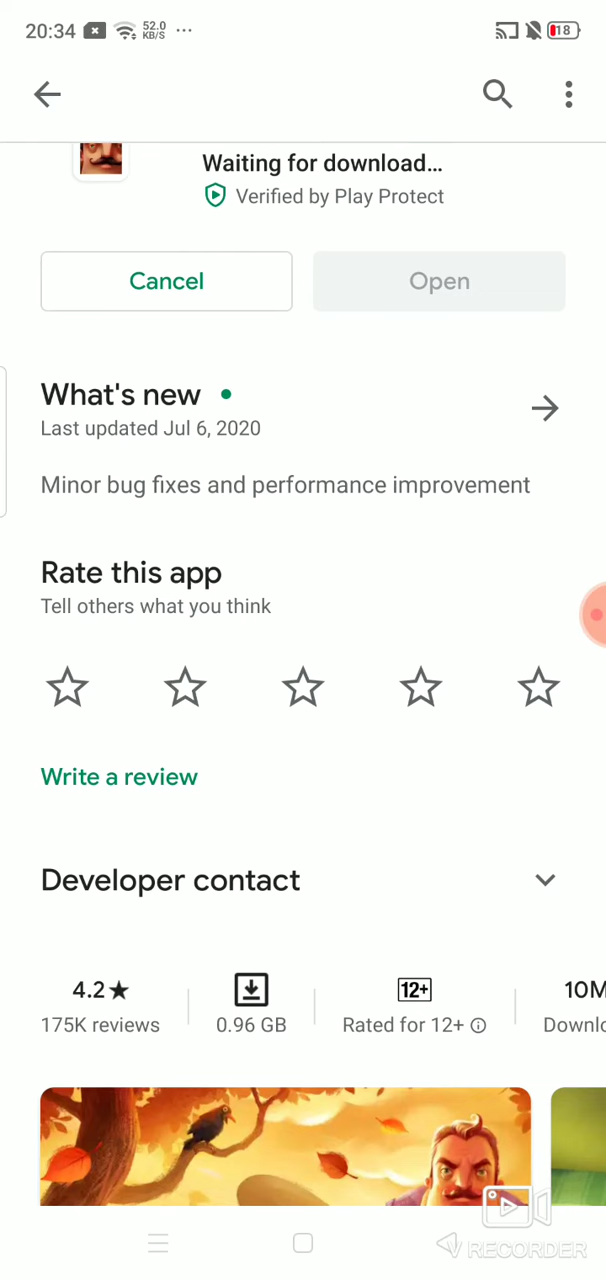 20:34 52.0 KB/S 18
Waiting for download...
Verified by Play Protect
Cancel Open
What's new
Last updated Jul 6, 2020
Minor bug fixes and performance improvement
Rate this app
Tell others what you think
Write a review
Developer contact
4.2★ 12+ 10M
175K reviews 0.96 GB Rated for 12+ Downlo
RECORDER